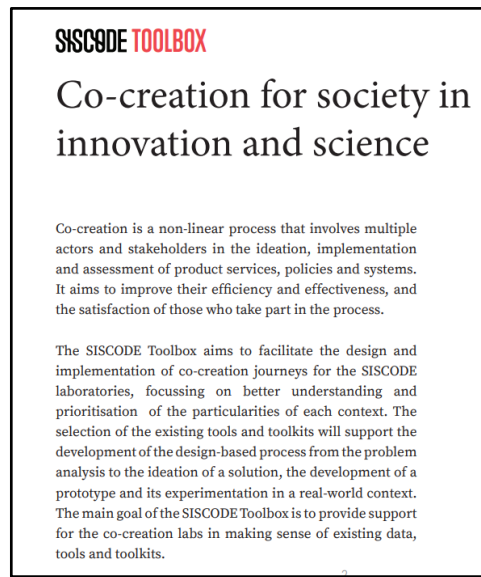 SISCODE TOOLBOX
Co-creation for society in
innovation and science
Co-creation is a non-linear process that involves multiple
actors and stakeholders in the ideation, implementation
and assessment of product services, policies and systems.
It aims to improve their efficiency and effectiveness, and
the satisfaction of those who take part in the process.
The SISCODE Toolbox aims to facilitate the design and
implementation of co-creation journeys for the SISCODE
laboratories, focussing on better understanding and
prioritisation of the particularities of each context. The
selection of the existing tools and toolkits will support the
development of the design-based process from the problem
analysis to the ideation of a solution, the development of a
prototype and its experimentation in a real-world context.
The main goal of the SISCODE Toolbox is to provide support
for the co-creation labs in making sense of existing data,
tools and toolkits.